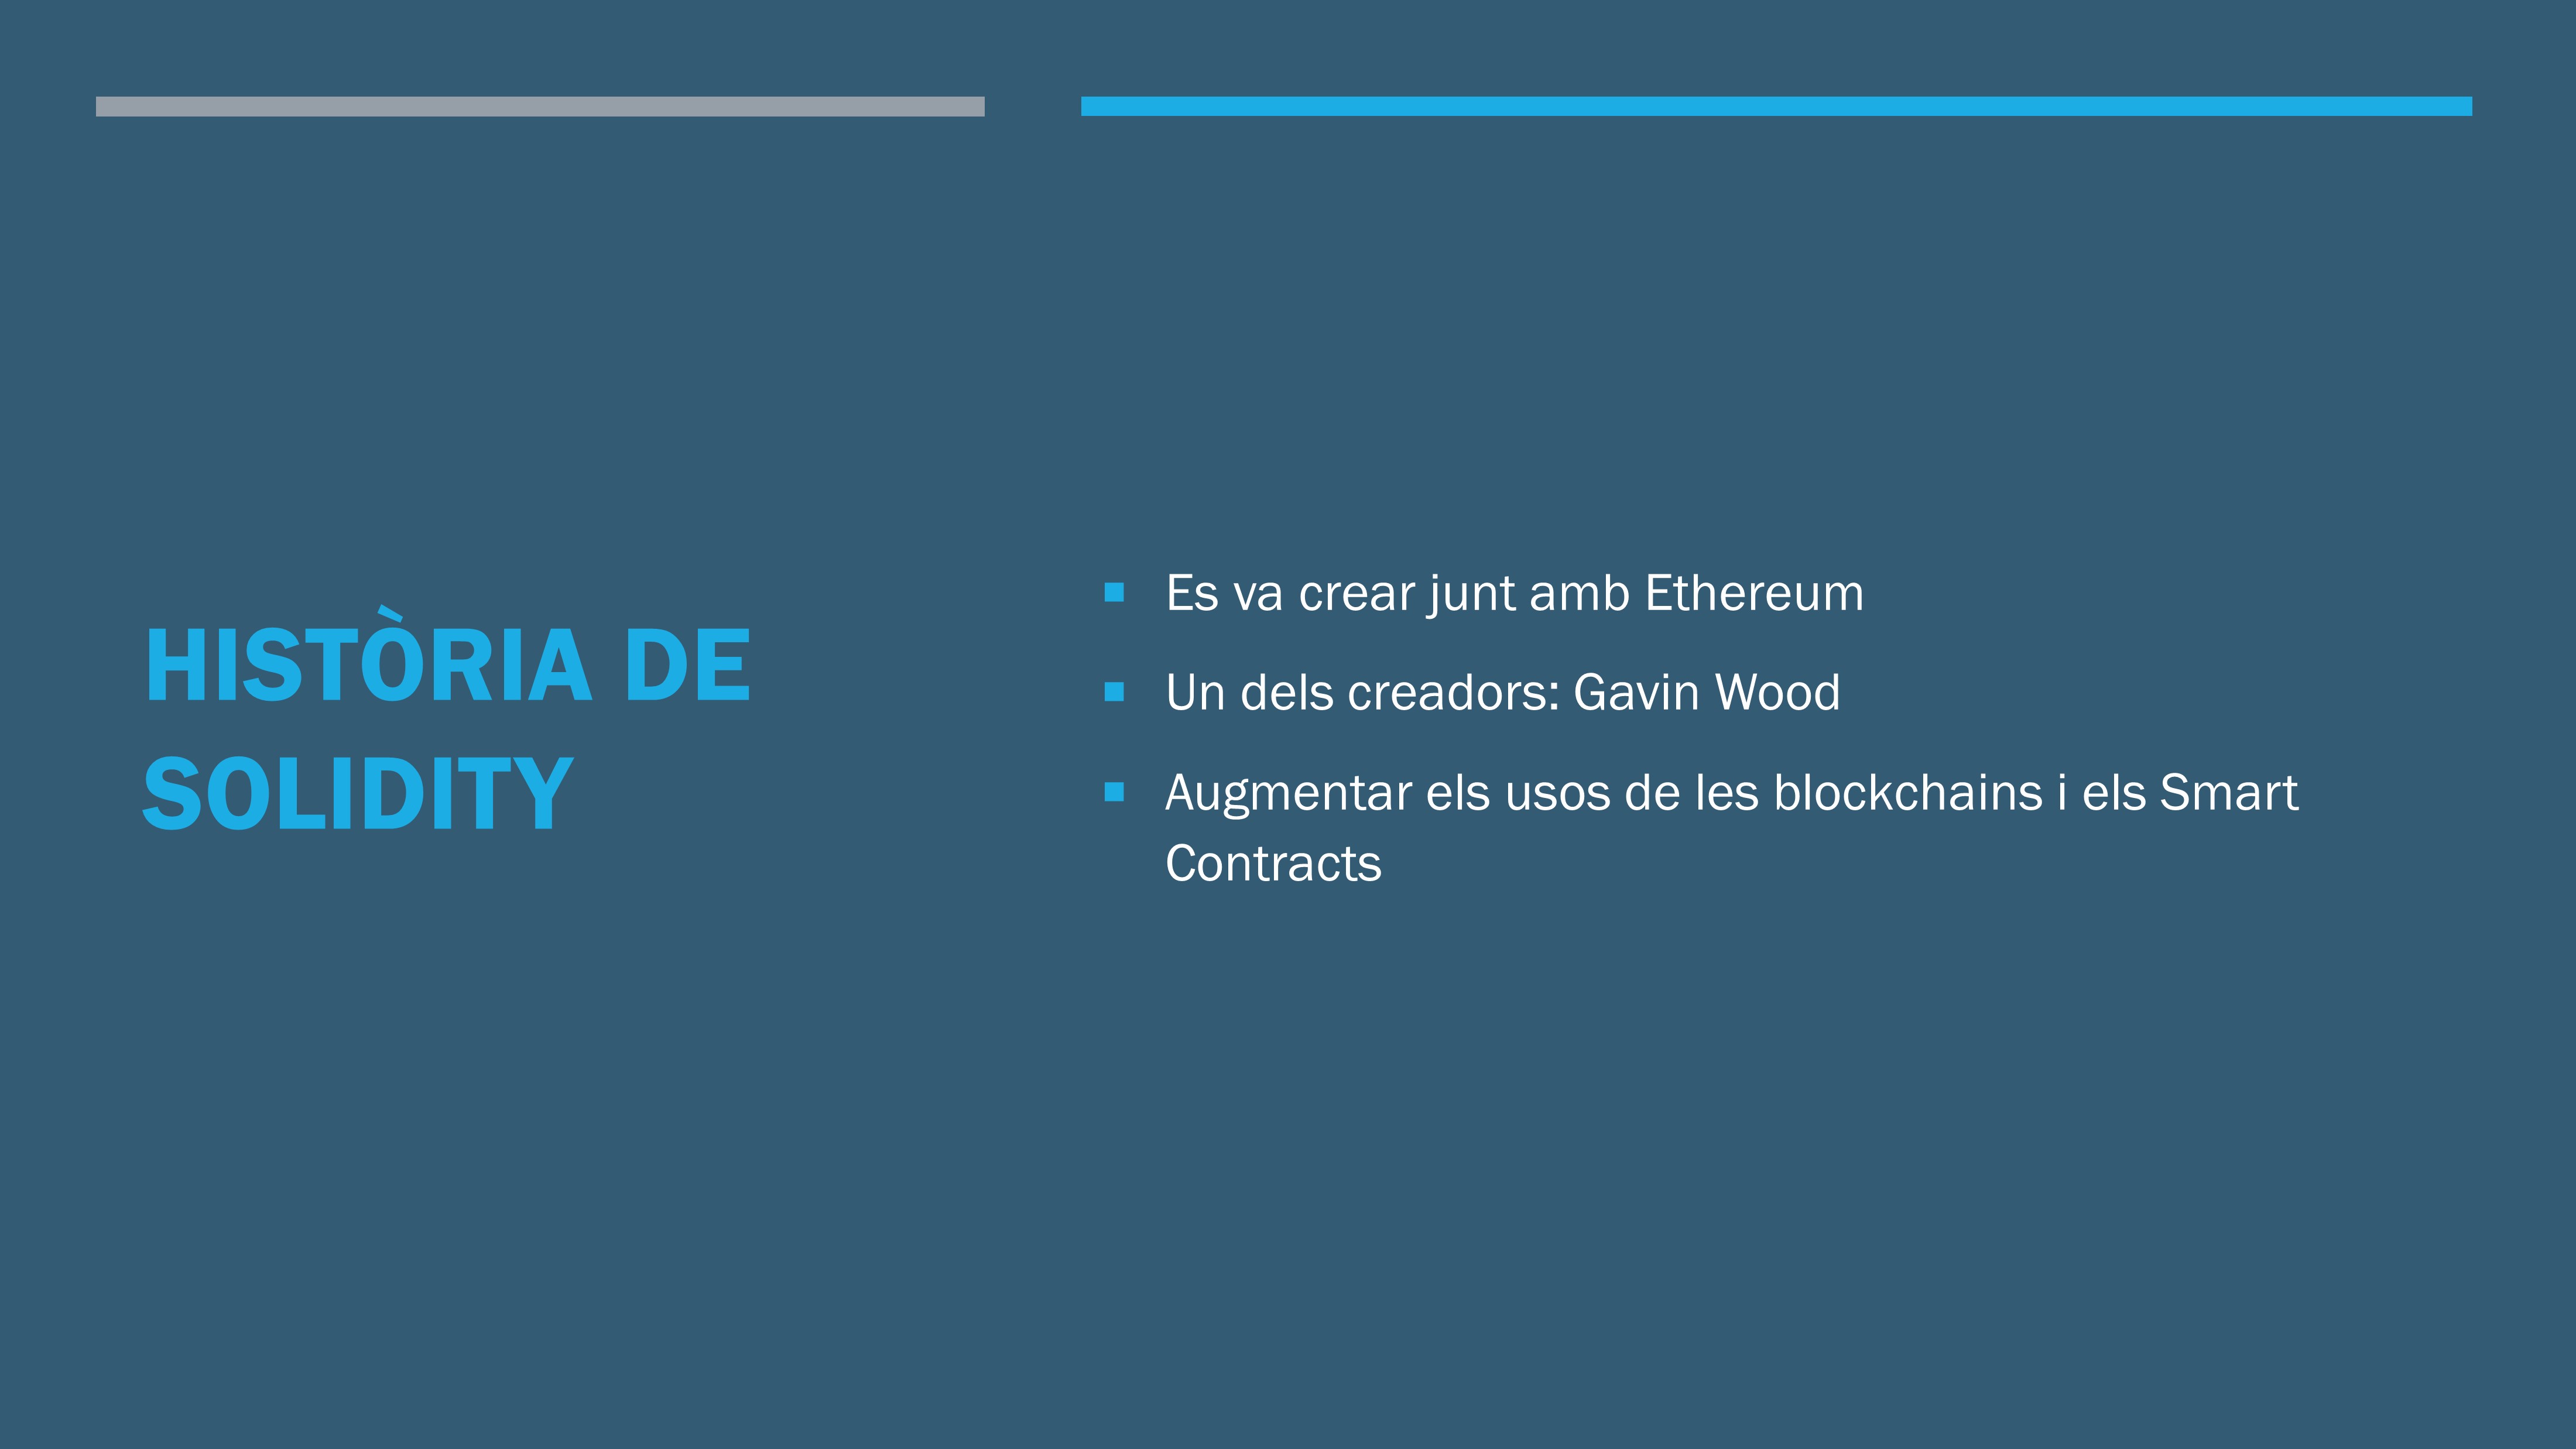 HISTÒRIA DE
SOLIDITY
Es va crear junt amb Ethereum
Un dels creadors: Gavin Wood
Augmentar els usos de les blockchains i els Smart
Contracts